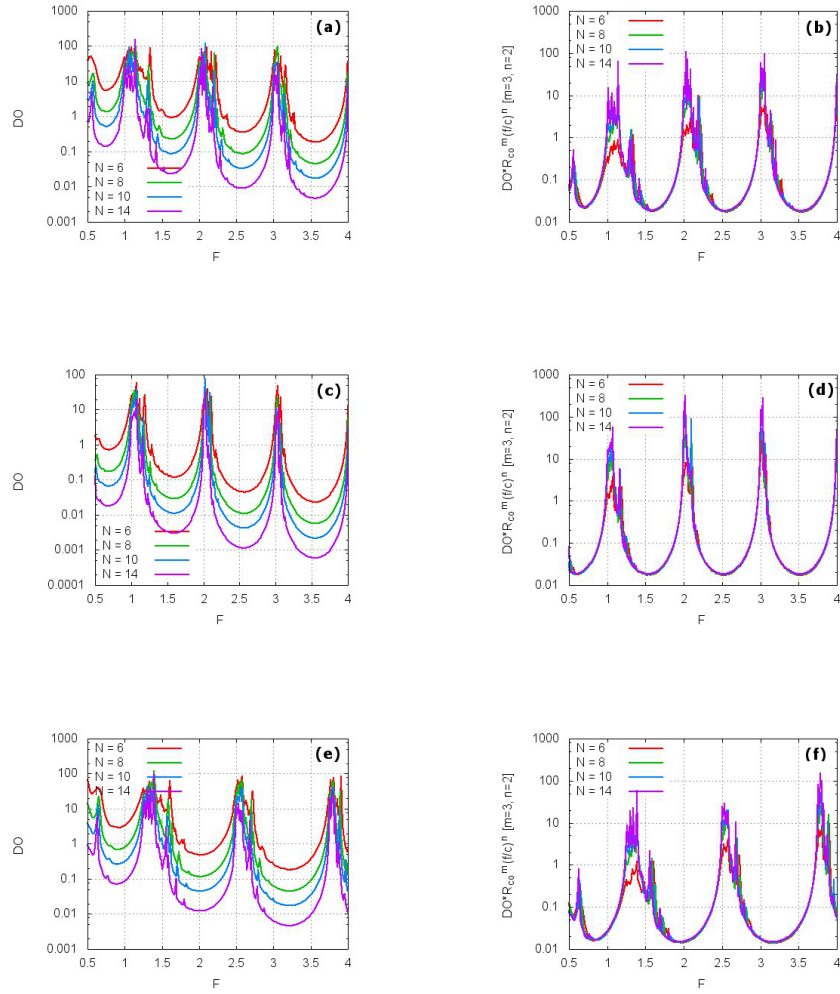 (a)
DO
1000
100
10
1
0.1
0.01
0.001
N = 6
N = 8
N = 10
N = 14
0.5 1 1.5 2 2.5 3 3.5 4
F
(b)
DO*R_co^m(f/c)^n [m=3, n=2]
1000
100
10
1
0.1
0.01
N = 6
N = 8
N = 10
N = 14
0.5 1 1.5 2 2.5 3 3.5 4
F
(c)
DO
100
10
1
0.1
0.01
0.001
0.0001
N = 6
N = 8
N = 10
N = 14
0.5 1 1.5 2 2.5 3 3.5 4
F
(d)
DO*R_co^m(f/c)^n [m=3, n=2]
1000
100
10
1
0.1
0.01
N = 6
N = 8
N = 10
N = 14
0.5 1 1.5 2 2.5 3 3.5 4
F
(e)
DO
1000
100
10
1
0.1
0.01
0.001
N = 6
N = 8
N = 10
N = 14
0.5 1 1.5 2 2.5 3 3.5 4
F
(f)
DO*R_co^m(f/c)^n [m=3, n=2]
1000
100
10
1
0.1
0.01
N = 6
N = 8
N = 10
N = 14
0.5 1 1.5 2 2.5 3 3.5 4
F